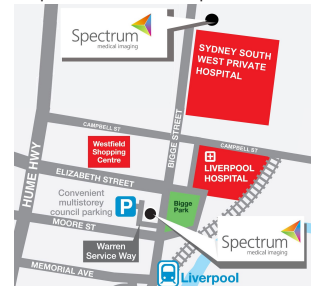 Spectrum
medical imaging
SYDNEY SOUTH
WEST PRIVATE
HOSPITAL
CAMPBELL ST
CAMPBELL ST
BIGGE STREET
HUME HWY
Westfield
Shopping
Centre
LIVERPOOL
HOSPITAL
ELIZABETH STREET
Convenient
multistorey
council parking
P
Bigge
Park
MOORE ST
Warren
Service Way
Spectrum
medical imaging
MEMORIAL AVE
Liverpool